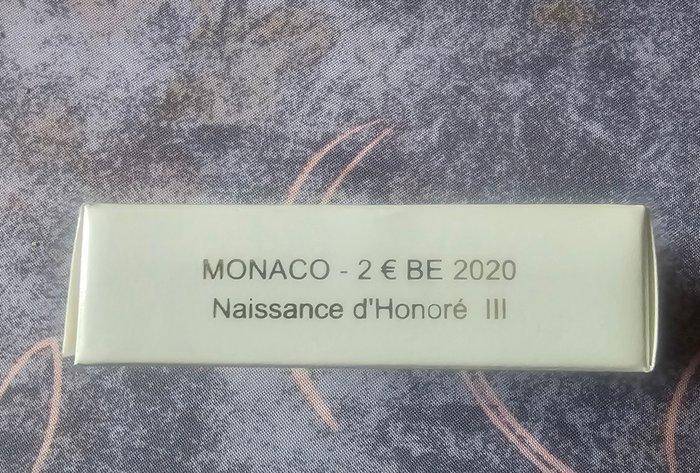 MONACO - 2 € BE 2020
Naissance d'Honoré III